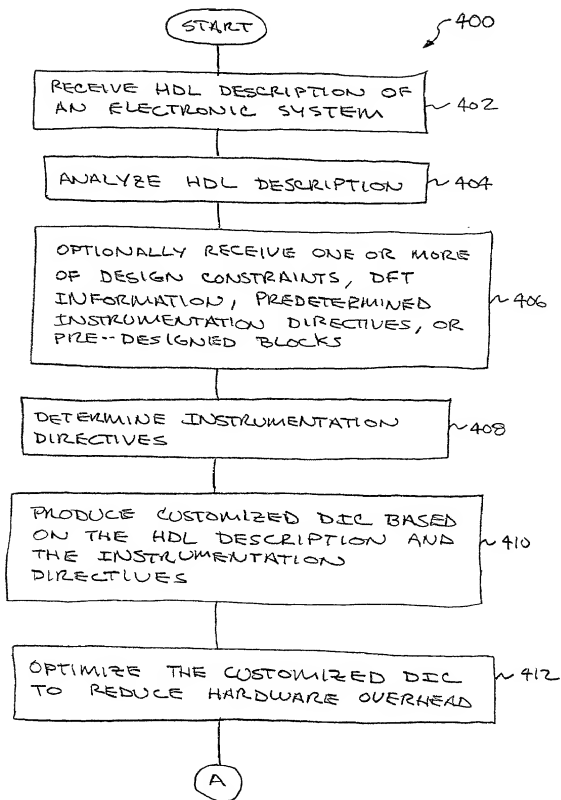 START
400
RECEIVE HDL DESCRIPTION OF
AN ELECTRONIC SYSTEM
402
ANALYZE HDL DESCRIPTION
404
OPTIONALLY RECEIVE ONE OR MORE
OF DESIGN CONSTRAINTS, DFT
INFORMATION, PREDETERMINED
INSTRUMENTATION DIRECTIVES, OR
PRE--DESIGNED BLOCKS
406
DETERMINE INSTRUMENTATION
DIRECTIVES
408
PRODUCE CUSTOMIZED DIC BASED
ON THE HDL DESCRIPTION AND
THE INSTRUMENTATION
DIRECTIVES
410
OPTIMIZE THE CUSTOMIZED DIC
TO REDUCE HARDWARE OVERHEAD
412
A